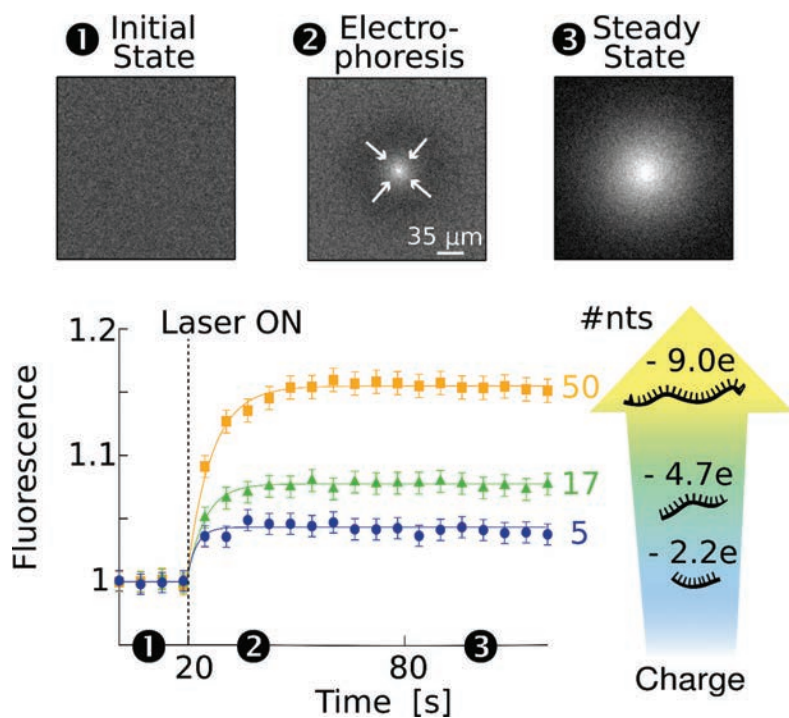 ❶ Initial State
❷ Electro-phoresis
❸ Steady State
35 µm
Laser ON
#nts
1.2
1.1
1
Fluorescence
50
17
5
- 9.0e
- 4.7e
- 2.2e
❶ ❷ ❸
20 80
Time [s]
Charge